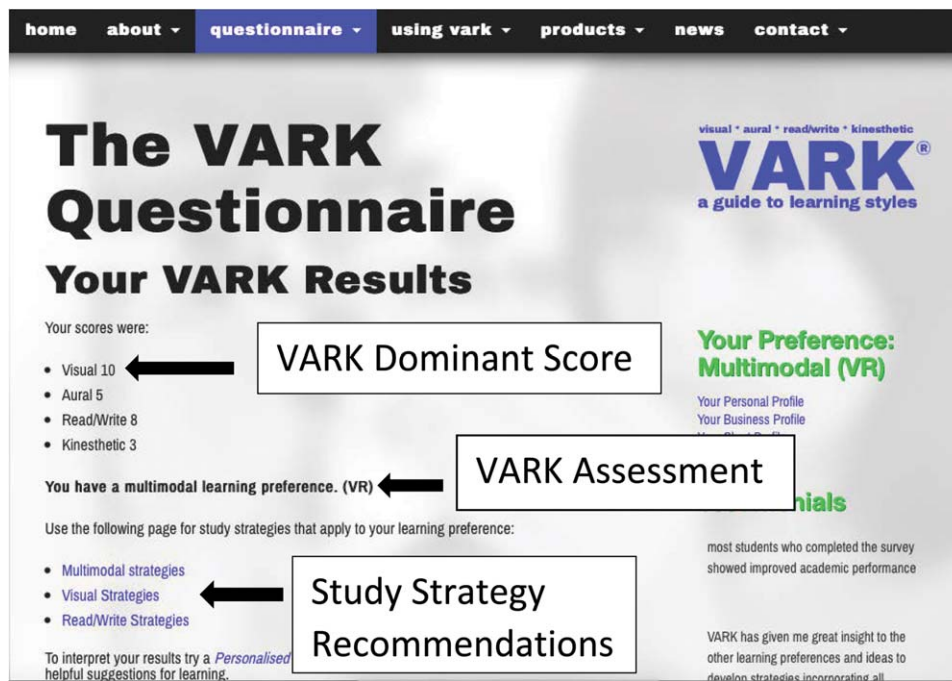 home about questionnaire using vark products news contact
The VARK
Questionnaire
Your VARK Results
Your scores were:
• Visual 10
• Aural 5
• Read/Write 8
• Kinesthetic 3
You have a multimodal learning preference. (VR)
Use the following page for study strategies that apply to your learning preference:
• Multimodal strategies
• Visual Strategies
• Read/Write Strategies
To interpret your results try a Personalised
helpful suggestions for learning.
VARK Dominant Score
VARK Assessment
Study Strategy
Recommendations
visual * aural * read/write * kinesthetic
VARK®
a guide to learning styles
Your Preference:
Multimodal (VR)
Your Personal Profile
Your Business Profile
most students who completed the survey
showed improved academic performance
VARK has given me great insight to the
other learning preferences and ideas to
develop strategies incorporating all